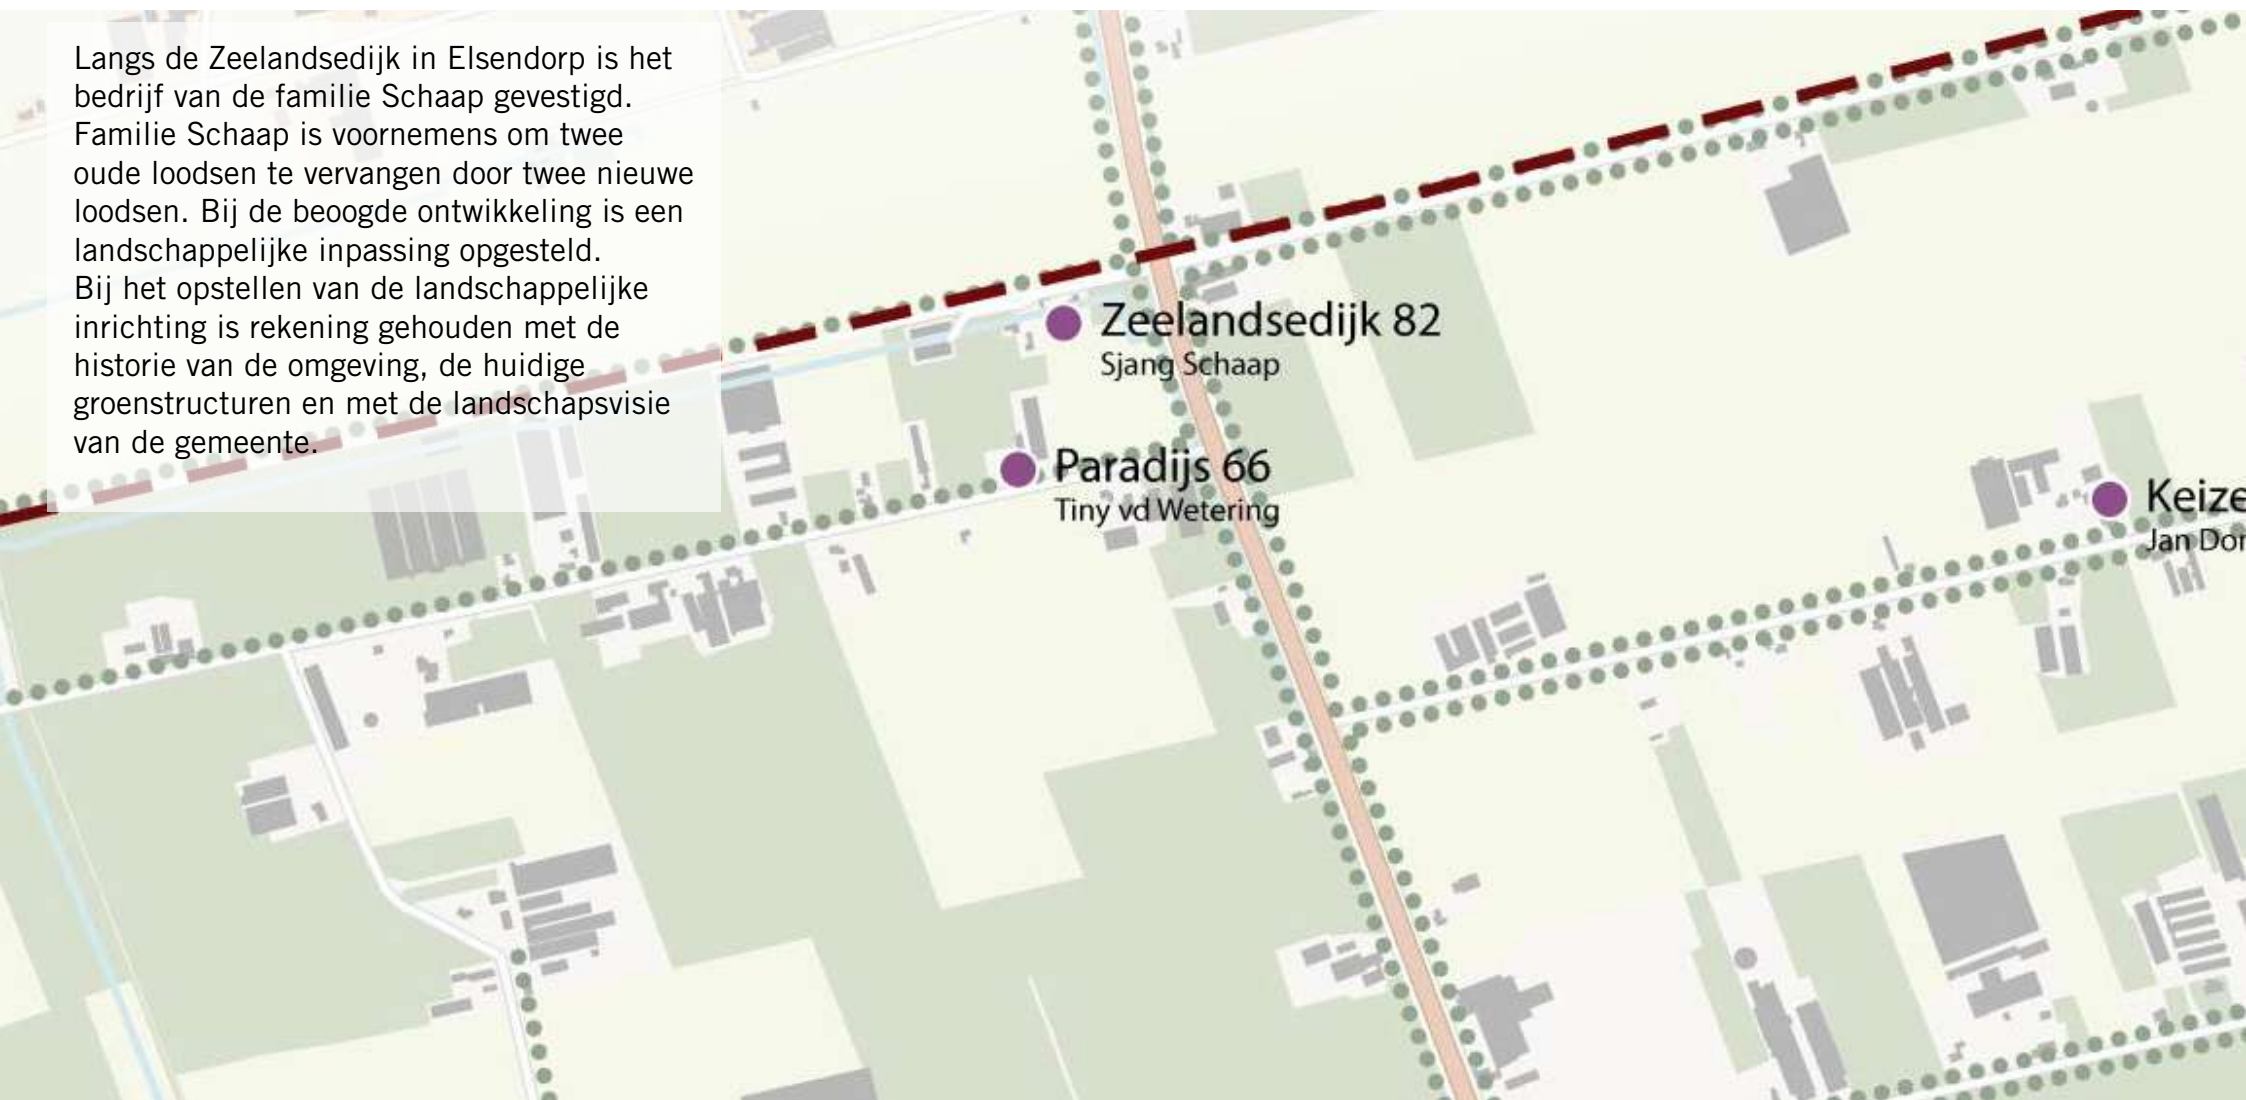 Langs de Zeelandsedijk in Elsendorp is het
bedrijf van de familie Schaap gevestigd.
Familie Schaap is voornemens om twee
oude loodsen te vervangen door twee nieuwe
loodsen. Bij de beoogde ontwikkeling is een
landschappelijke inpassing opgesteld.
Bij het opstellen van de landschappelijke
inrichting is rekening gehouden met de
historie van de omgeving, de huidige
groenstructuren en met de landschapsvisie
van de gemeente.
Zeelandsedijk 82
Sjang Schaap
Paradijs 66
Tiny vd Wetering
Keize
Jan Dor